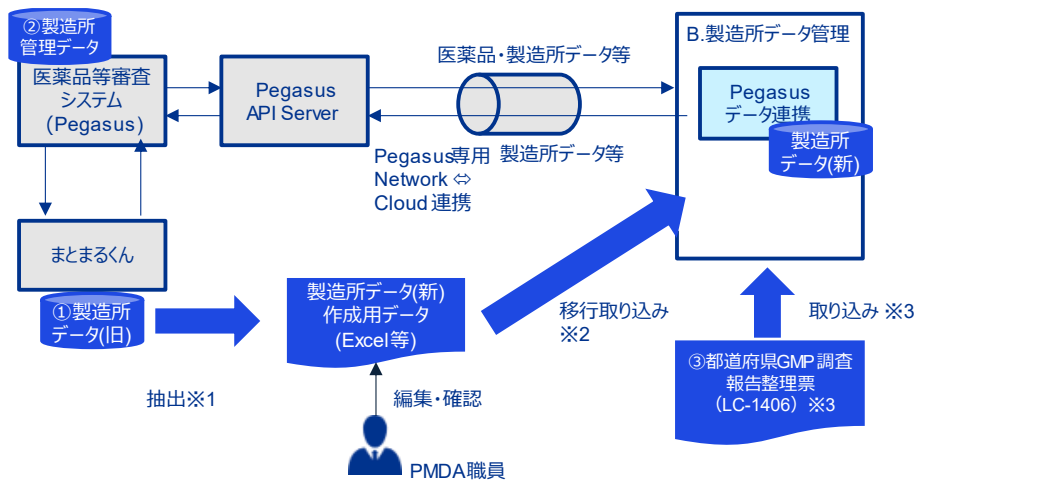 ②製造所
管理データ
医薬品等審査
システム
(Pegasus)
Pegasus
API Server
医薬品・製造所データ等
Pegasus専用
Network ⇔
Cloud連携
製造所データ等
B.製造所データ管理
Pegasus
データ連携
製造所
データ(新)
まとまるくん
①製造所
データ(旧)
抽出※1
製造所データ(新)
作成用データ
(Excel等)
編集・確認
PMDA職員
移行取り込み
※2
取り込み ※3
③都道府県GMP調査
報告整理票
（LC-1406）※3